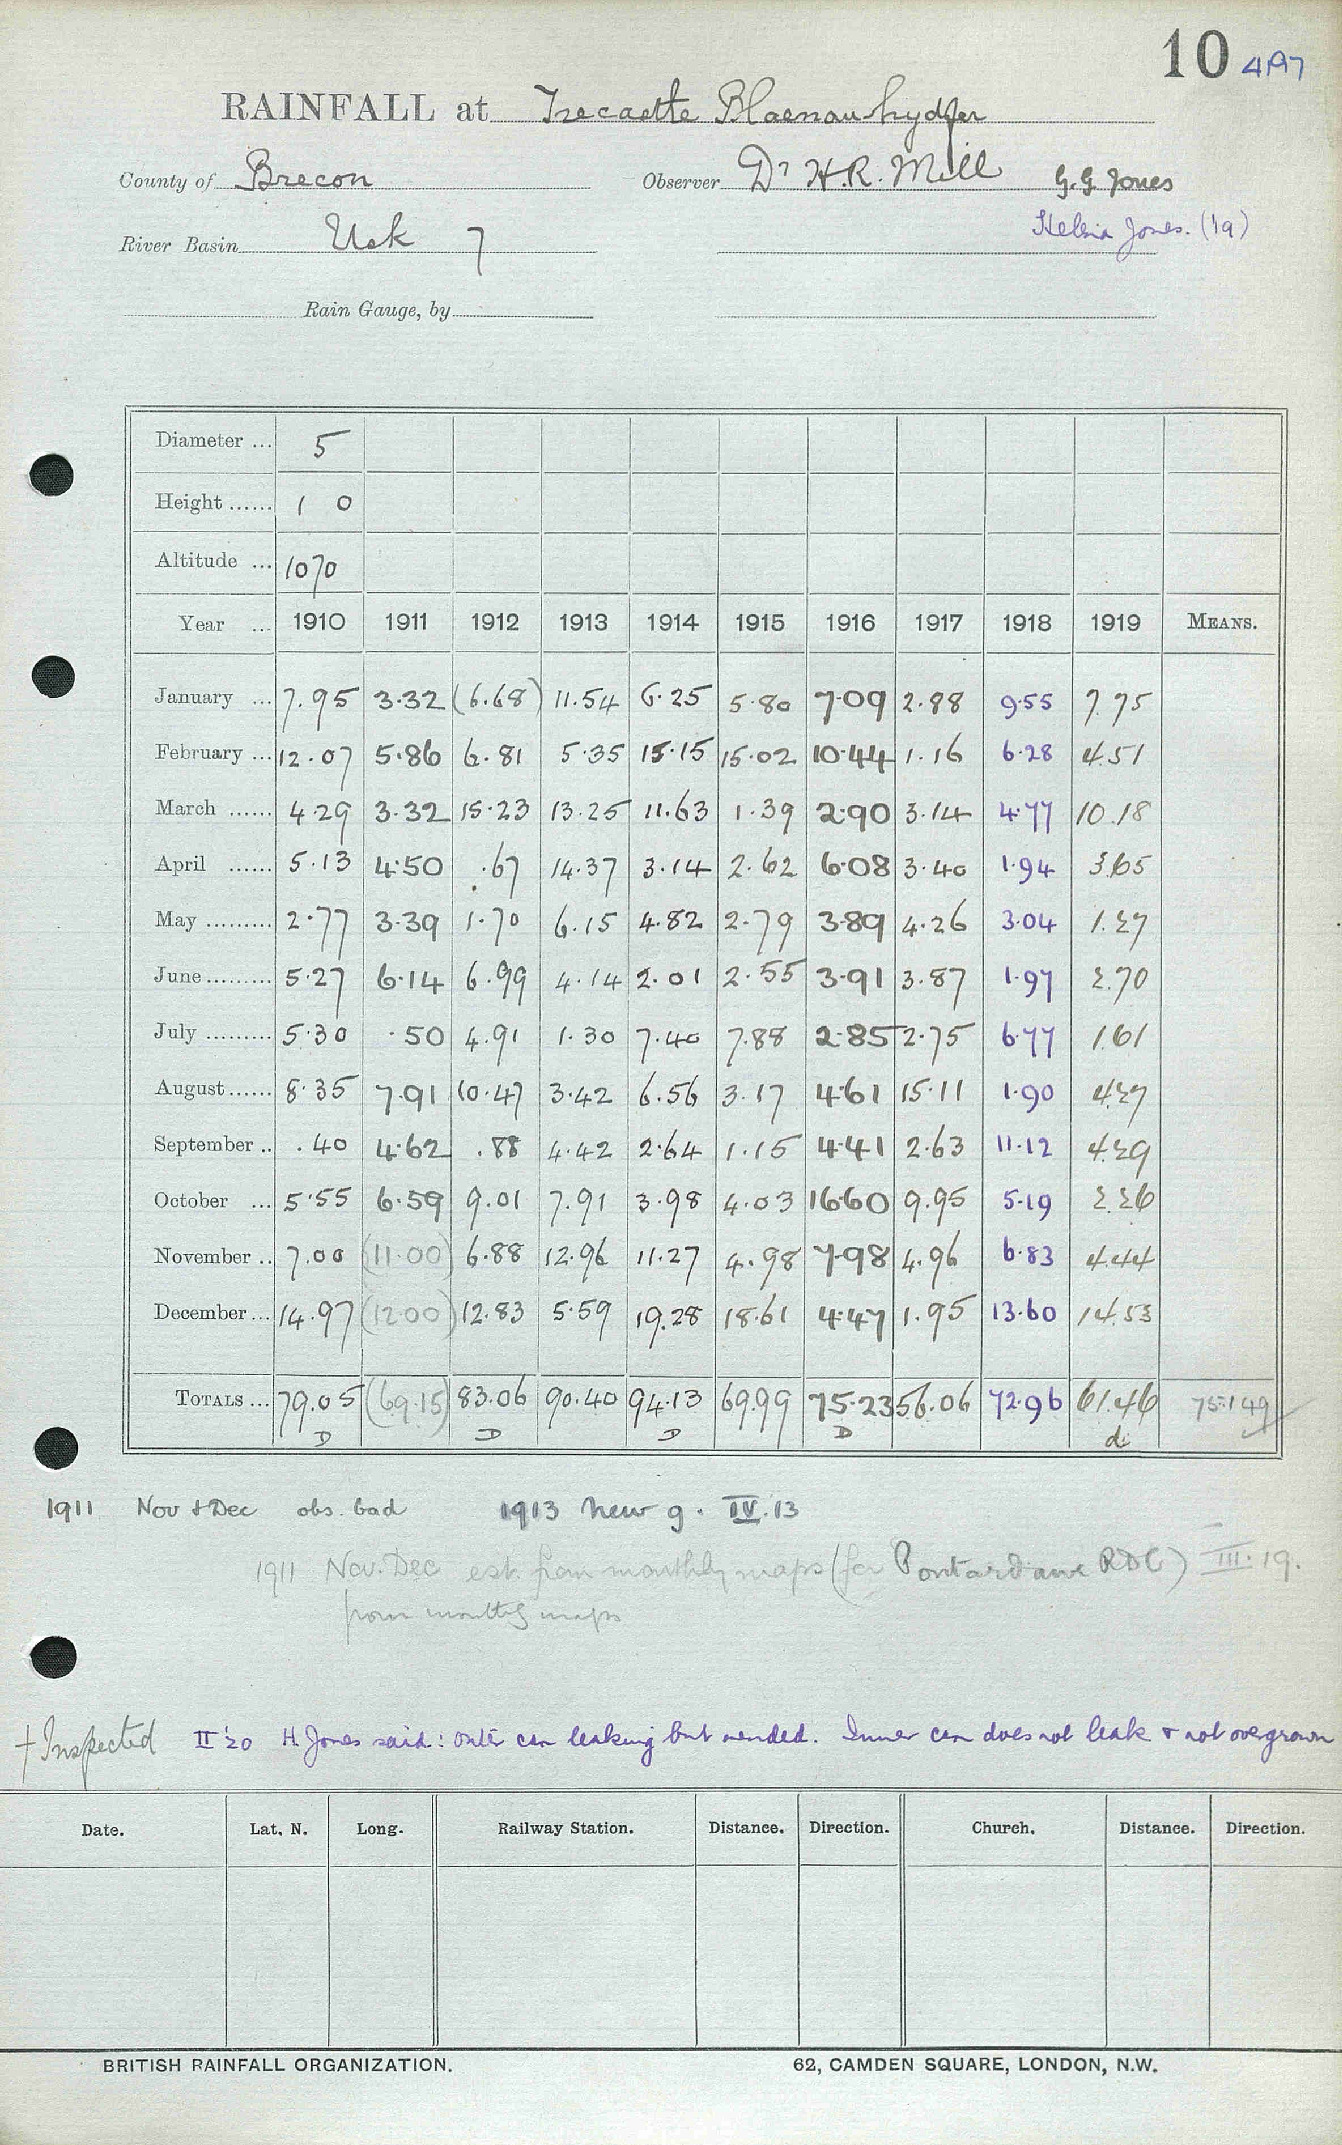 10 4197
RAINFALL at Trecastle Blaenau-hydfer
County of Brecon Observer Dr H.R. Mill G.G. Jones
River Basin Usk 7 Jones. ('19)
Rain Gauge, by
Diameter ... 5
Height ...... 1 0
Altitude ... 1070
Year ... 1910 1911 1912 1913 1914 1915 1916 1917 1918 1919 MEANS.
January ... 7.95 3.32 (6.68) 11.54 6.25 5.80 7.09 2.88 9.55 7.75
February ... 12.07 5.86 6.81 5.35 15.15 15.02 10.44 1.16 6.28 4.51
March ...... 4.29 3.32 15.23 13.25 11.63 1.39 2.90 3.14 4.77 10.18
April ...... 5.13 4.50 .67 14.37 3.14 2.62 6.08 3.40 1.94 3.65
May ......... 2.77 3.39 1.70 6.15 4.82 2.79 3.89 4.26 3.04 1.27
June ......... 5.27 6.14 6.99 4.14 2.01 2.55 3.91 3.87 1.97 2.70
July ......... 5.30 .50 4.91 1.30 7.40 7.88 2.85 2.75 6.77 1.61
August ...... 8.35 7.91 10.47 3.42 6.56 3.17 4.61 15.11 1.90 4.27
September .. .40 4.62 .88 4.42 2.64 1.15 4.41 2.63 11.12 4.29
October ... 5.55 6.59 9.01 7.91 3.98 4.03 16.60 9.95 5.19 2.26
November .. 7.00 (11.00) 6.88 12.96 11.27 4.98 7.98 4.96 6.83 4.44
December ... 14.97 (12.00) 12.83 5.59 19.28 18.61 4.47 1.95 13.60 14.53
TOTALS ... 79.05 (69.15) 83.06 90.40 94.13 69.99 75.23 56.06 72.96 61.46 75.149
D D D D d
1911 Nov & Dec obs. bad 1913 new g. IV.13
1911 Nov. Dec est. from monthly maps (for Pontardawe RDC) III.19.
from monthly maps
† Inspected II '20 H Jones said: outer can leaking but mended. Inner can does not leak & not overgrown
Date. Lat. N. Long. Railway Station. Distance. Direction. Church. Distance. Direction.
BRITISH RAINFALL ORGANIZATION. 62, CAMDEN SQUARE, LONDON, N.W.